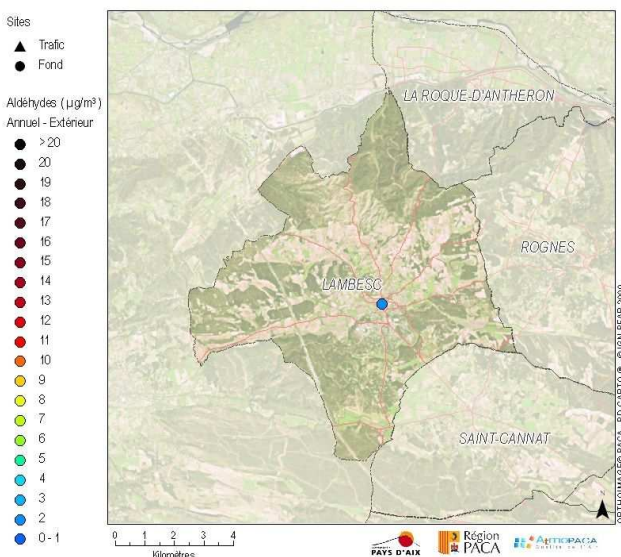 Sites
Trafic
Fond
Aldéhydes (µg/m³)
Annuel - Extérieur
> 20
20
19
18
17
16
15
14
13
12
11
10
9
8
7
6
5
4
3
2
0 - 1
LA ROQUE-D'ANTHERON
ROGNES
LAMBESC
SAINT-CANNAT
0 1 2 3 4
Kilomètres
PAYS D'AIX
Région
PACA